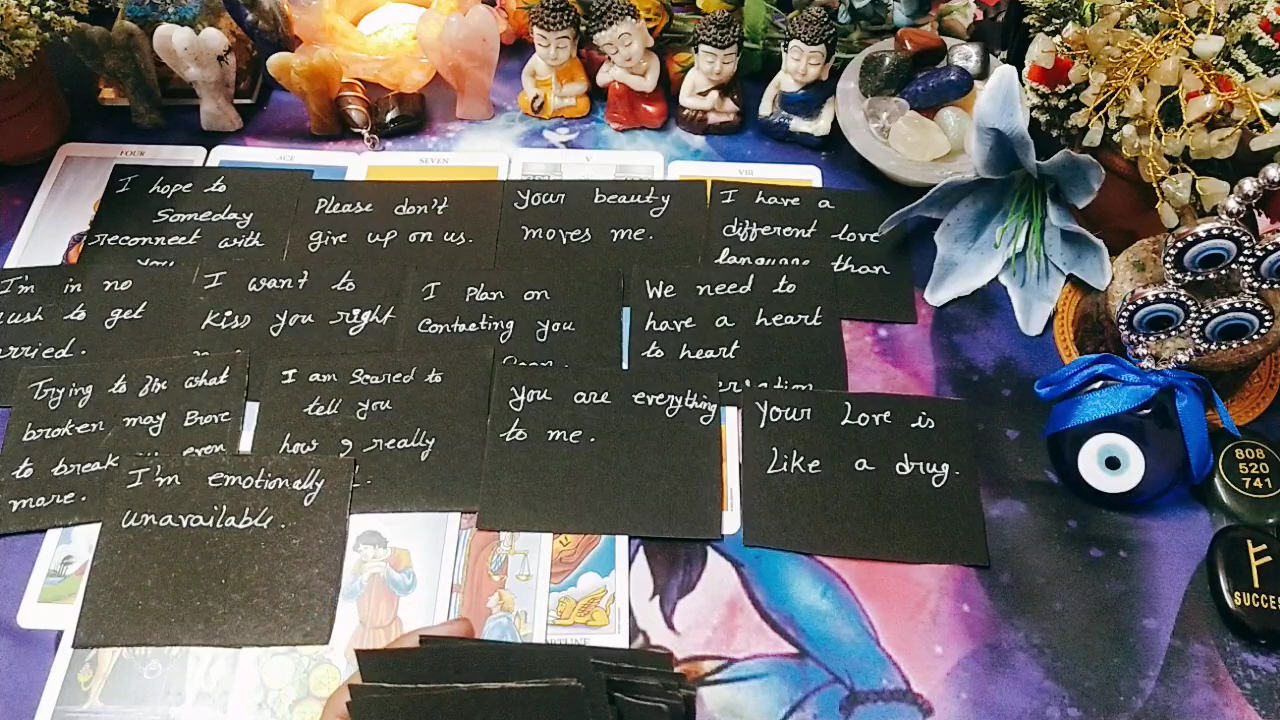 FOUR
ACE
SEVEN
V
VIII
I hope to
Someday
reconnect with
you
Please don't
give up on us.
your beauty
moves me.
I have a
different love
language than
I'm in no
to get
I want to
kiss you right
I Plan on
Contacting you
Soon.
We need to
have a heart
to heart
Trying to fix what
broken may Brove
to break even
more.
I am Scared to
tell you
how I really
You are everything
to me.
Your Love is
Like a drug.
I'm emotionally
unavailable.
808
520
741
SUCCE